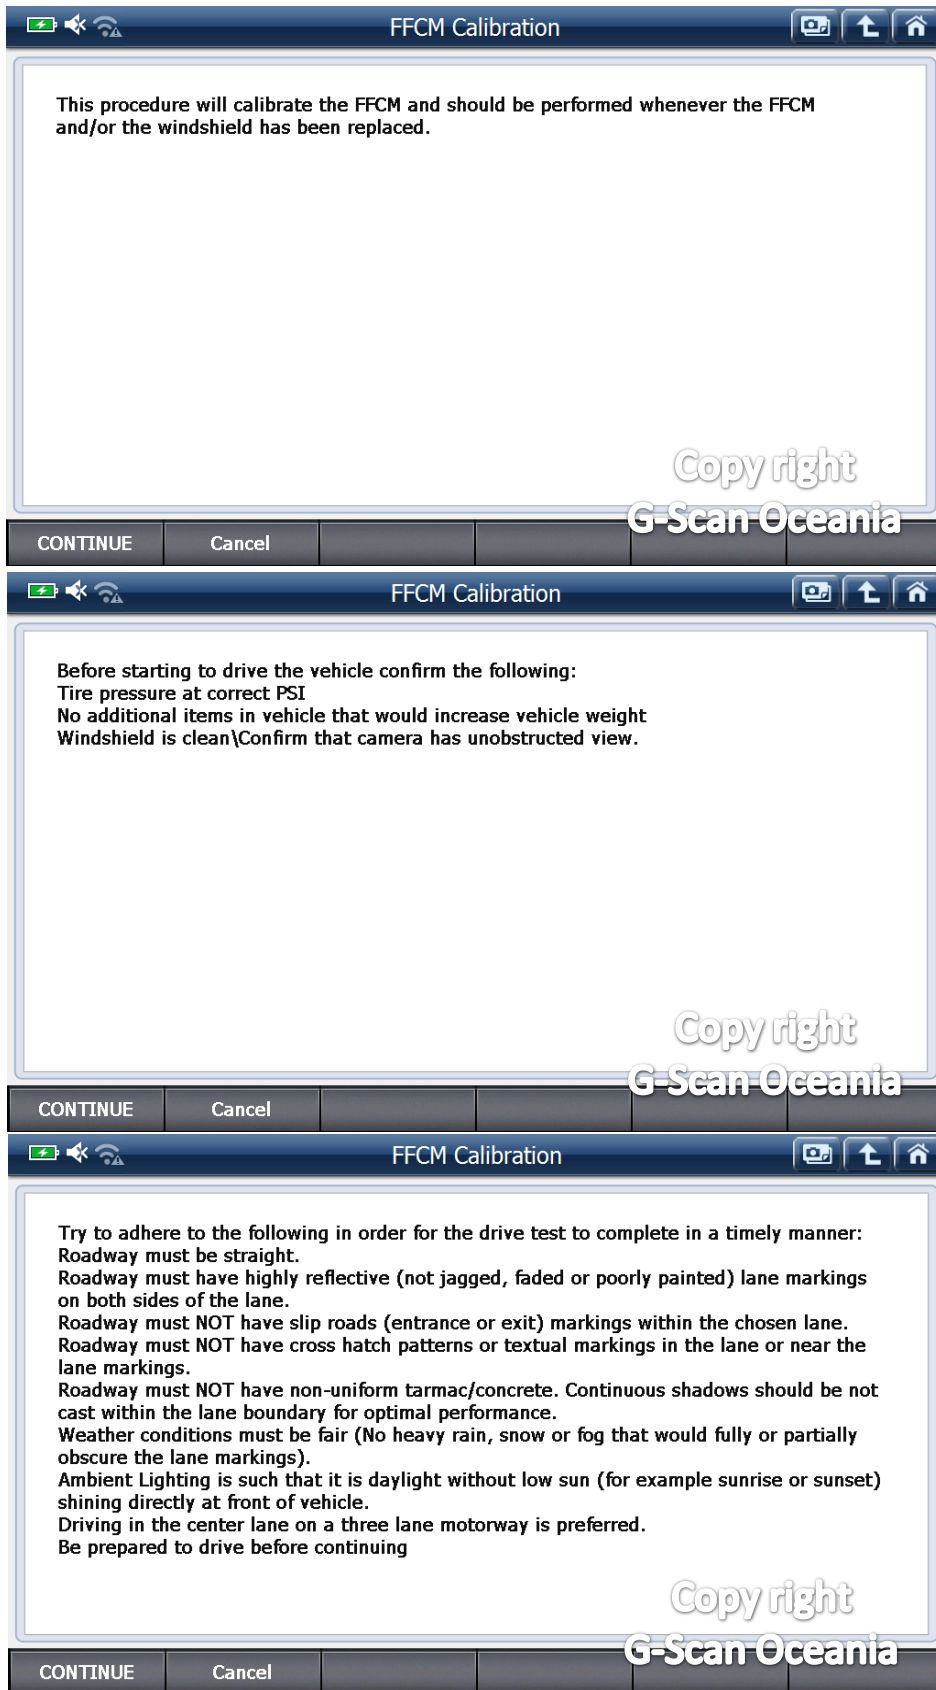 FFCM Calibration
This procedure will calibrate the FFCM and should be performed whenever the FFCM
and/or the windshield has been replaced.
Copy right
G-Scan Oceania
CONTINUE
Cancel
FFCM Calibration
Before starting to drive the vehicle confirm the following:
Tire pressure at correct PSI
No additional items in vehicle that would increase vehicle weight
Windshield is clean\Confirm that camera has unobstructed view.
Copy right
G-Scan Oceania
CONTINUE
Cancel
FFCM Calibration
Try to adhere to the following in order for the drive test to complete in a timely manner:
Roadway must be straight.
Roadway must have highly reflective (not jagged, faded or poorly painted) lane markings
on both sides of the lane.
Roadway must NOT have slip roads (entrance or exit) markings within the chosen lane.
Roadway must NOT have cross hatch patterns or textual markings in the lane or near the
lane markings.
Roadway must NOT have non-uniform tarmac/concrete. Continuous shadows should be not
cast within the lane boundary for optimal performance.
Weather conditions must be fair (No heavy rain, snow or fog that would fully or partially
obscure the lane markings).
Ambient Lighting is such that it is daylight without low sun (for example sunrise or sunset)
shining directly at front of vehicle.
Driving in the center lane on a three lane motorway is preferred.
Be prepared to drive before continuing
Copy right
G-Scan Oceania
CONTINUE
Cancel